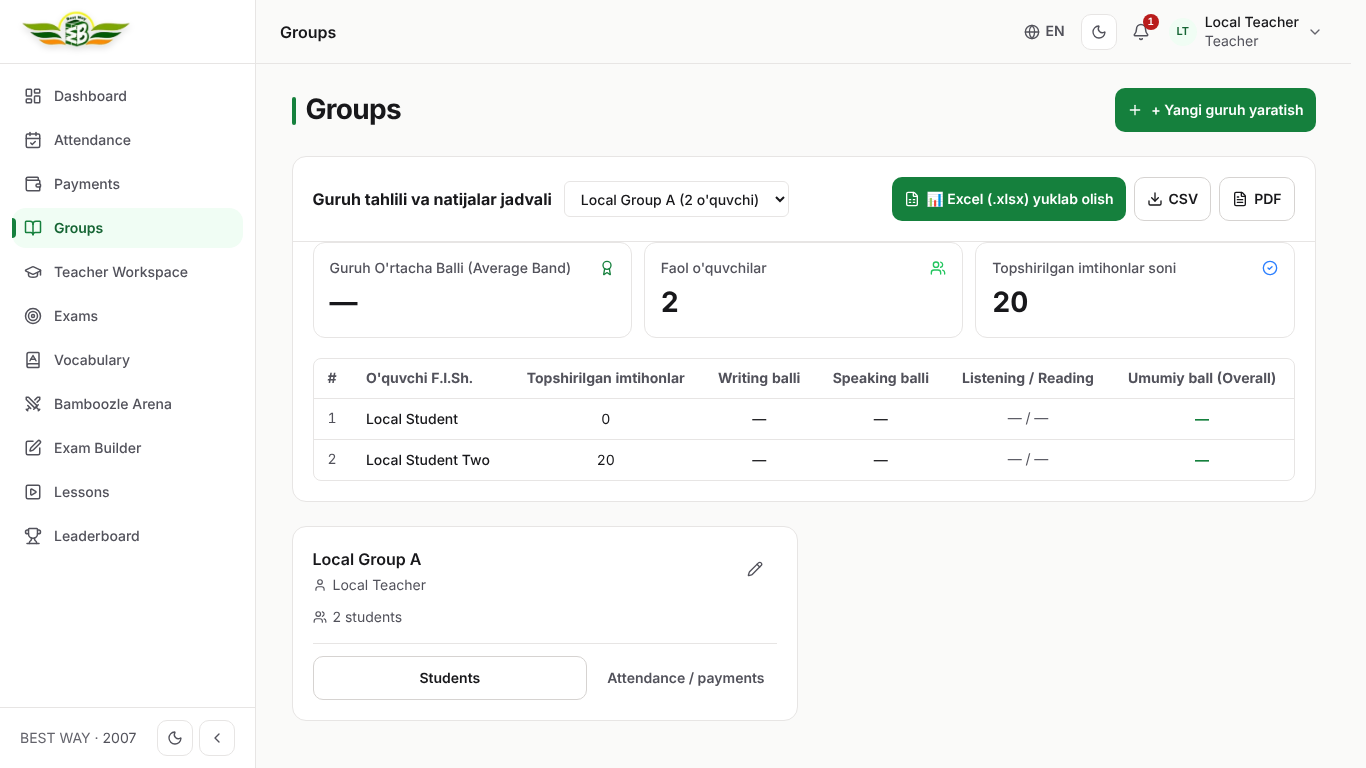 Groups
EN
1
LT
Local Teacher
Teacher
Dashboard
Attendance
Payments
Groups
Teacher Workspace
Exams
Vocabulary
Bamboozle Arena
Exam Builder
Lessons
Leaderboard
BEST WAY · 2007
Groups
+ Yangi guruh yaratish
Guruh tahlili va natijalar jadvali
Local Group A (2 o'quvchi)
📊 Excel (.xlsx) yuklab olish
CSV
PDF
Guruh O'rtacha Balli (Average Band)
—
Faol o'quvchilar
2
Topshirilgan imtihonlar soni
20
# O'quvchi F.I.Sh. Topshirilgan imtihonlar Writing balli Speaking balli Listening / Reading Umumiy ball (Overall)
1 Local Student 0 — — — / — —
2 Local Student Two 20 — — — / — —
Local Group A
Local Teacher
2 students
Students
Attendance / payments